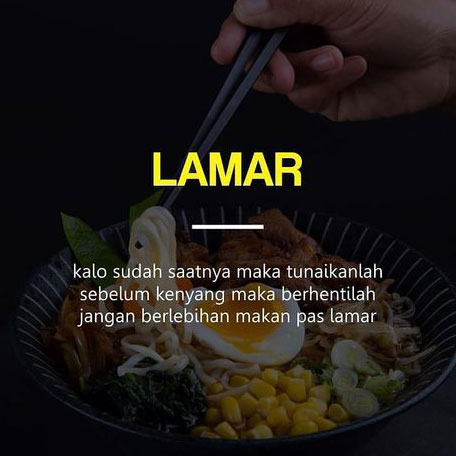 LAMAR
kalo sudah saatnya maka tunaikanlah
sebelum kenyang maka berhentilah
jangan berlebihan makan pas lamar